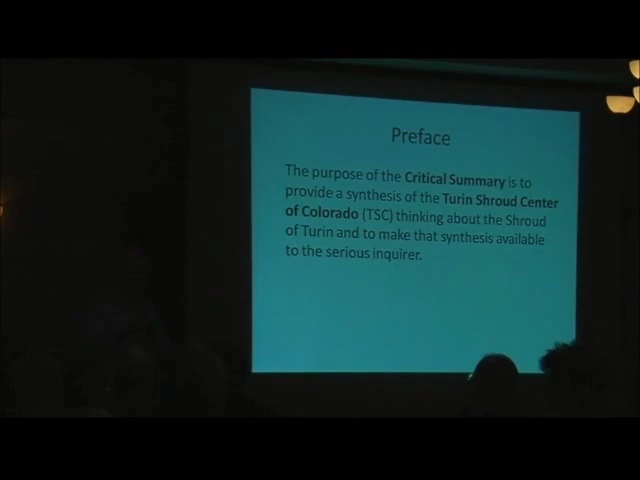 Preface
The purpose of the Critical Summary is to
provide a synthesis of the Turin Shroud Center
of Colorado (TSC) thinking about the Shroud
of Turin and to make that synthesis available
to the serious inquirer.